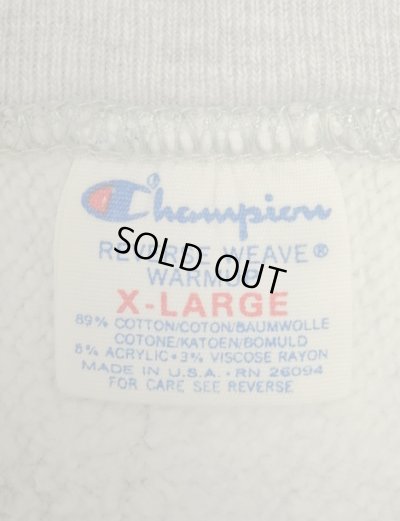 Champion
REVERSE WEAVE®
WARMUP
SOLD OUT
X-LARGE
89% COTTON/COTON/BAUMWOLLE
COTONE/KATOEN/BOMULD
8% ACRYLIC • 3% VISCOSE RAYON
MADE IN U.S.A. • RN 26094
FOR CARE SEE REVERSE